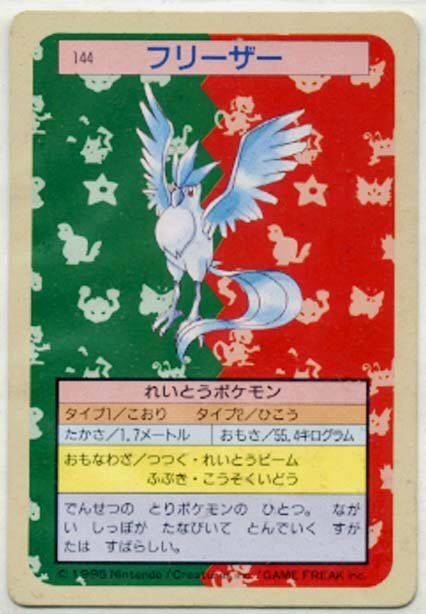 144 フリーザー
れいとうポケモン
タイプ1/こおり タイプ2/ひこう
たかさ/1.7メートル おもさ/55.4キログラム
おもなわざ/つつく・れいとうビーム
ふぶき・こうそくいどう
でんせつの とりポケモンの ひとつ。なが
い しっぽが たなびいて とんでいく すが
たは すばらしい。
© 1995 Nintendo/Creatures inc./GAME FREAK inc.